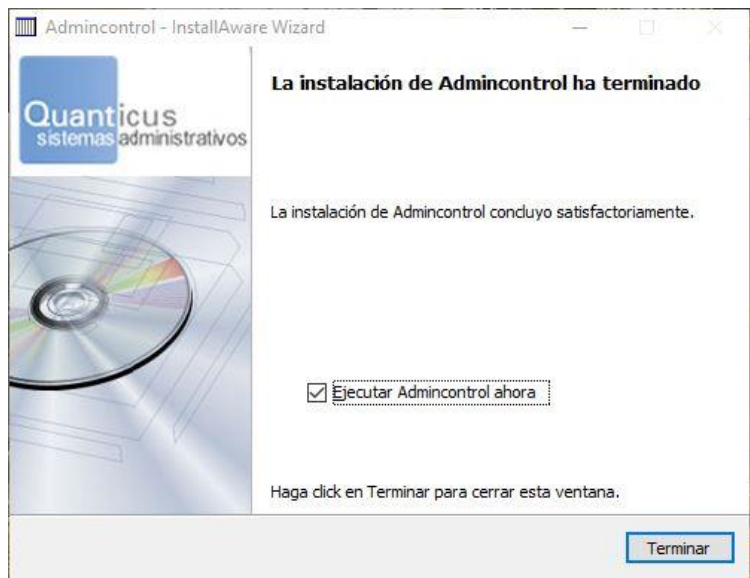 Admincontrol - InstallAware Wizard
Quanticus
sistemas administrativos
La instalación de Admincontrol ha terminado
La instalación de Admincontrol concluyo satisfactoriamente.
Ejecutar Admincontrol ahora
Haga click en Terminar para cerrar esta ventana.
Terminar